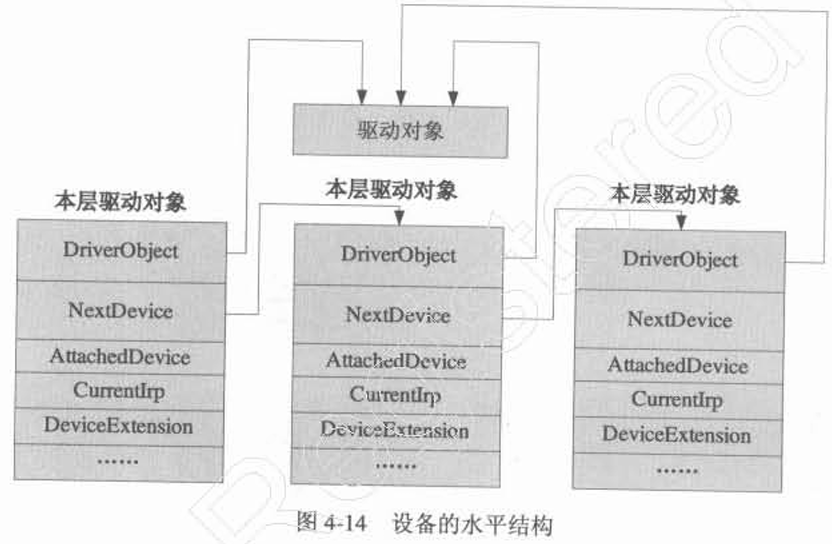 驱动对象
本层驱动对象
DriverObject
NextDevice
AttachedDevice
CurrentIrp
DeviceExtension
……
本层驱动对象
DriverObject
NextDevice
AttachedDevice
CurrentIrp
DeviceExtension
……
本层驱动对象
DriverObject
NextDevice
AttachedDevice
CurrentIrp
DeviceExtension
……
图 4-14 设备的水平结构